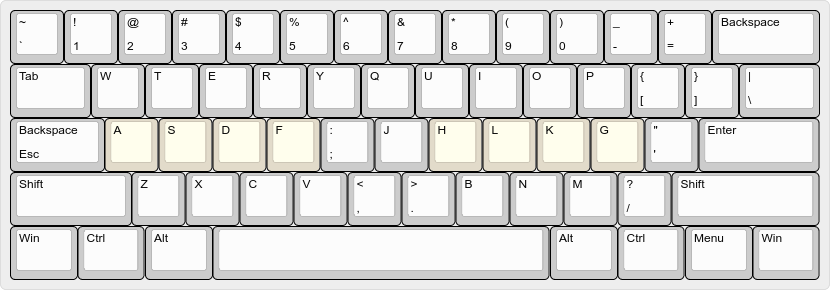 ~ ! @ # $ % ^ & * ( ) _ + Backspace
` 1 2 3 4 5 6 7 8 9 0 - =
Tab W T E R Y Q U I O P { } |
[ ] \
Backspace A S D F : J H L K G " Enter
Esc ; '
Shift Z X C V < > B N M ? Shift
, . /
Win Ctrl Alt Alt Ctrl Menu Win